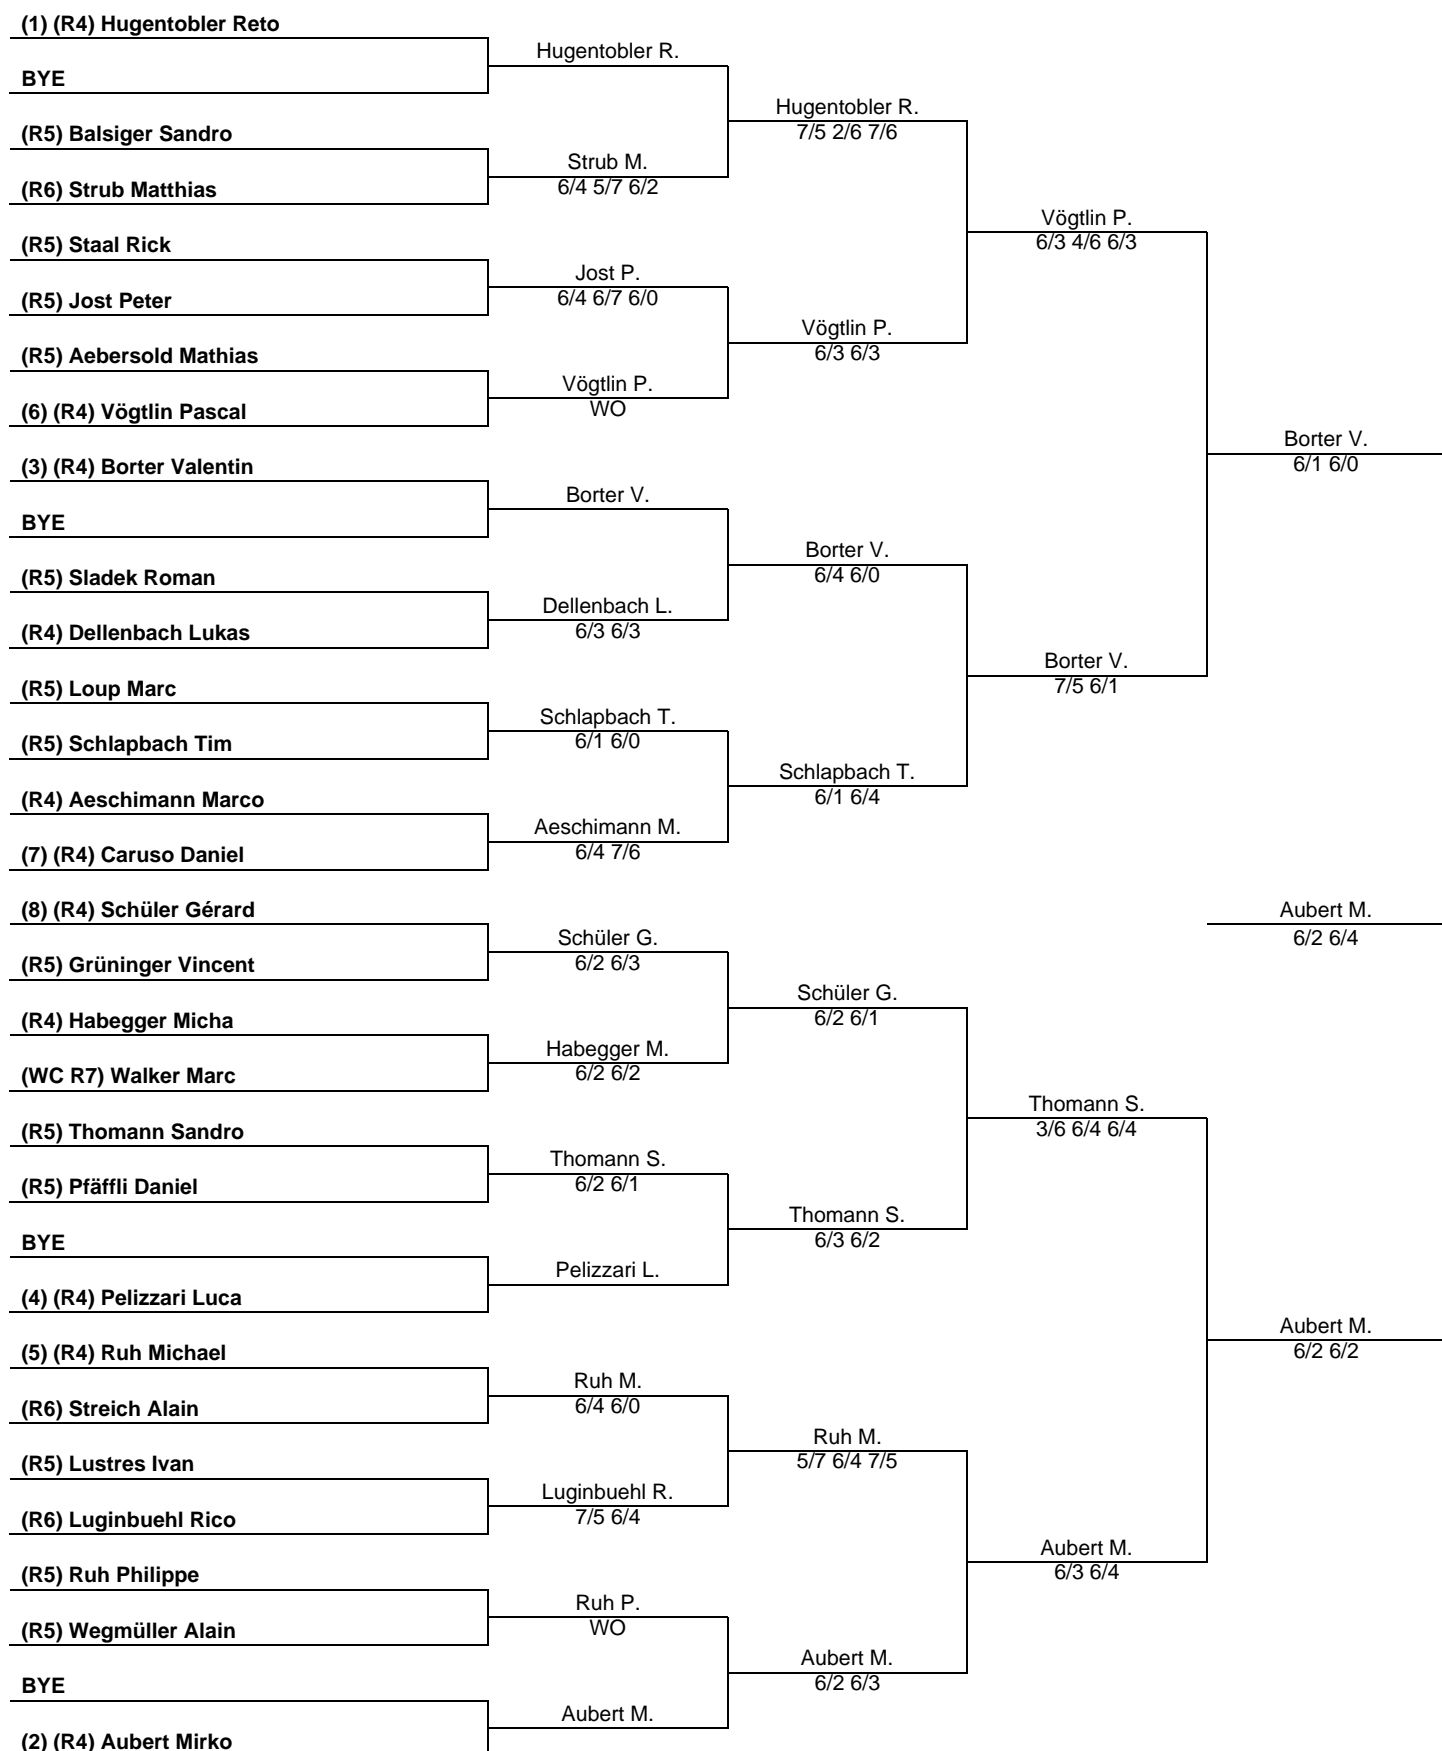 (1) (R4) Hugentobler Reto
Hugentobler R.
BYE
Hugentobler R.
7/5 2/6 7/6
(R5) Balsiger Sandro
Strub M.
6/4 5/7 6/2
(R6) Strub Matthias
Vögtlin P.
6/3 4/6 6/3
(R5) Staal Rick
Jost P.
6/4 6/7 6/0
(R5) Jost Peter
Vögtlin P.
6/3 6/3
(R5) Aebersold Mathias
Vögtlin P.
WO
(6) (R4) Vögtlin Pascal
Borter V.
6/1 6/0
(3) (R4) Borter Valentin
Borter V.
BYE
Borter V.
6/4 6/0
(R5) Sladek Roman
Dellenbach L.
6/3 6/3
(R4) Dellenbach Lukas
Borter V.
7/5 6/1
(R5) Loup Marc
Schlapbach T.
6/1 6/0
(R5) Schlapbach Tim
Schlapbach T.
6/1 6/4
(R4) Aeschimann Marco
Aeschimann M.
6/4 7/6
(7) (R4) Caruso Daniel
(8) (R4) Schüler Gérard
Aubert M.
6/2 6/4
Schüler G.
6/2 6/3
(R5) Grüninger Vincent
Schüler G.
6/2 6/1
(R4) Habegger Micha
Habegger M.
6/2 6/2
(WC R7) Walker Marc
Thomann S.
3/6 6/4 6/4
(R5) Thomann Sandro
Thomann S.
6/2 6/1
(R5) Pfäffli Daniel
Thomann S.
6/3 6/2
BYE
Pelizzari L.
(4) (R4) Pelizzari Luca
Aubert M.
6/2 6/2
(5) (R4) Ruh Michael
Ruh M.
6/4 6/0
(R6) Streich Alain
Ruh M.
5/7 6/4 7/5
(R5) Lustres Ivan
Luginbuehl R.
7/5 6/4
(R6) Luginbuehl Rico
Aubert M.
6/3 6/4
(R5) Ruh Philippe
Ruh P.
WO
(R5) Wegmüller Alain
Aubert M.
6/2 6/3
BYE
Aubert M.
(2) (R4) Aubert Mirko